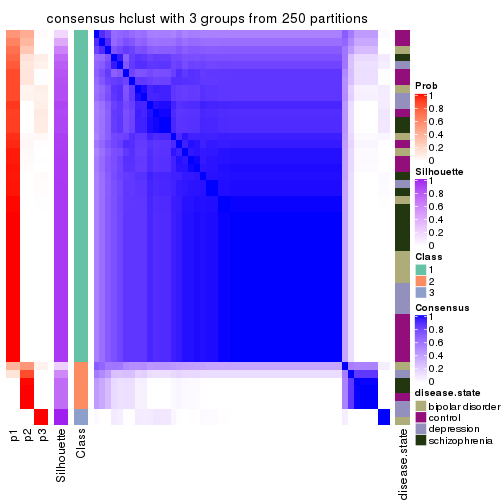 consensus hclust with 3 groups from 250 partitions
Prob
1
0.8
0.6
0.4
0.2
0
Silhouette
1
0.8
0.6
0.4
0.2
0
Class
1
2
3
Consensus
1
0.8
0.6
0.4
0.2
0
disease.state
bipolar disorder
control
depression
schizophrenia
p1
p2
p3
Silhouette
Class
disease.state